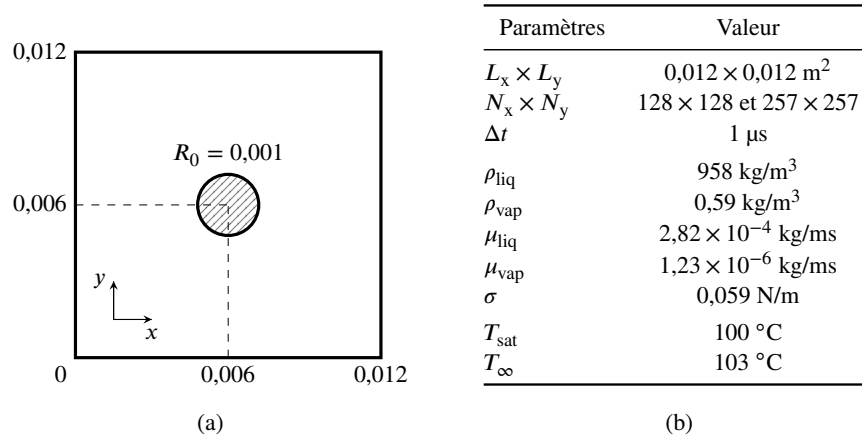 0,012
R₀ = 0,001
0,006
y
x
0
0,006
0,012
(a)
Paramètres Valeur
Lₓ × L_y 0,012 × 0,012 m²
Nₓ × N_y 128 × 128 et 257 × 257
Δt 1 µs
ρ_liq 958 kg/m³
ρ_vap 0,59 kg/m³
μ_liq 2,82 × 10⁻⁴ kg/ms
μ_vap 1,23 × 10⁻⁶ kg/ms
σ 0,059 N/m
T_sat 100 °C
T_∞ 103 °C
(b)